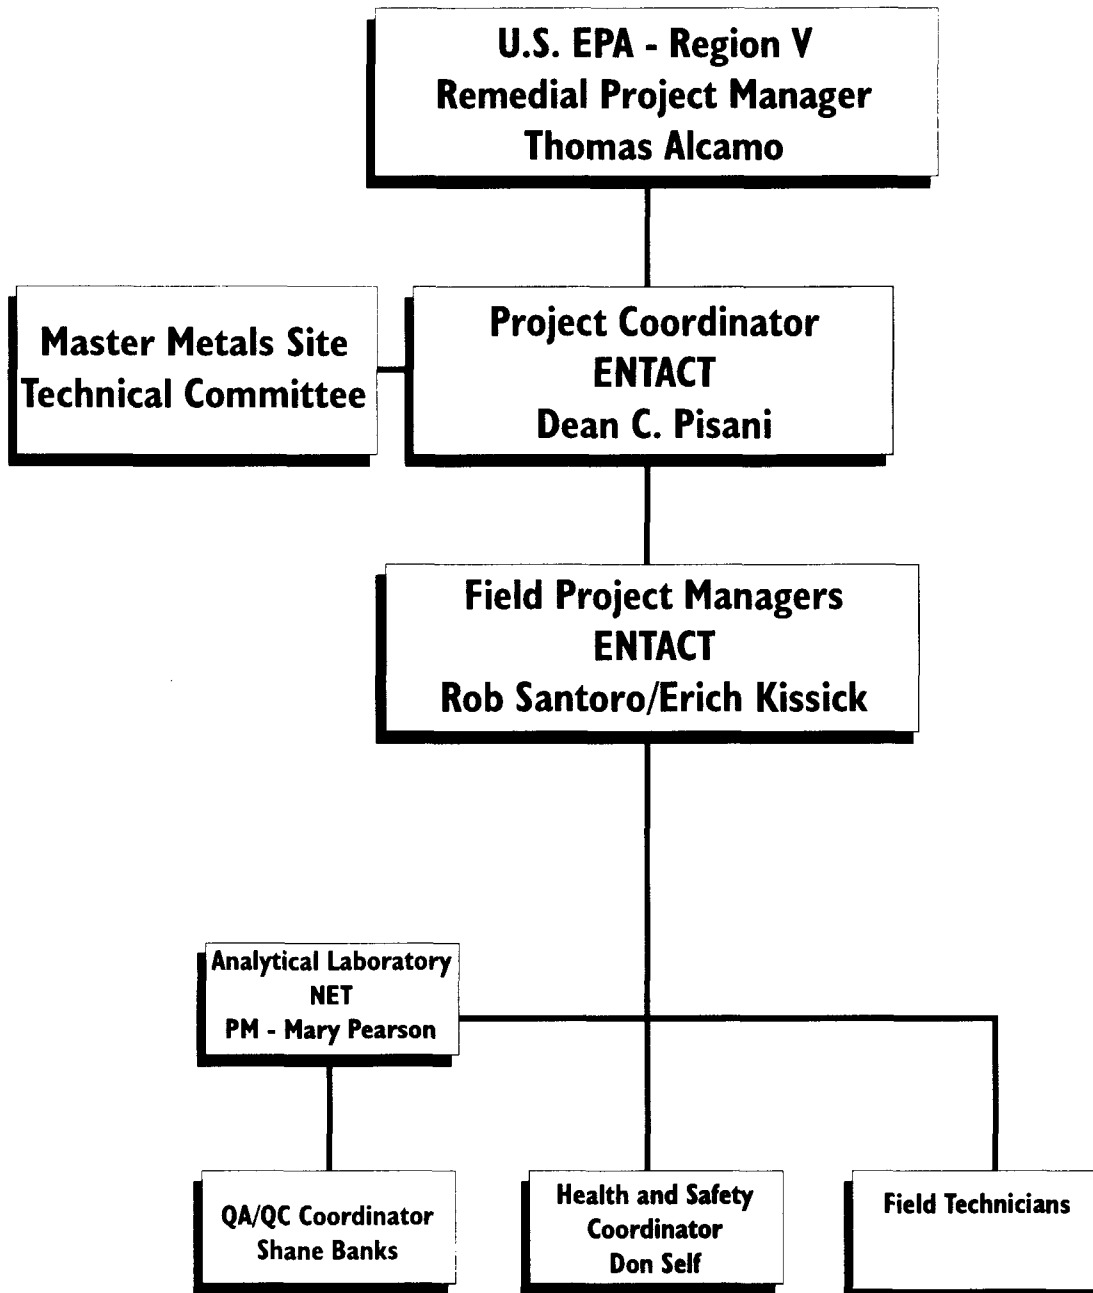 U.S. EPA - Region V
Remedial Project Manager
Thomas Alcamo
Master Metals Site
Technical Committee
Project Coordinator
ENTACT
Dean C. Pisani
Field Project Managers
ENTACT
Rob Santoro/Erich Kissick
Analytical Laboratory
NET
PM - Mary Pearson
QA/QC Coordinator
Shane Banks
Health and Safety
Coordinator
Don Self
Field Technicians